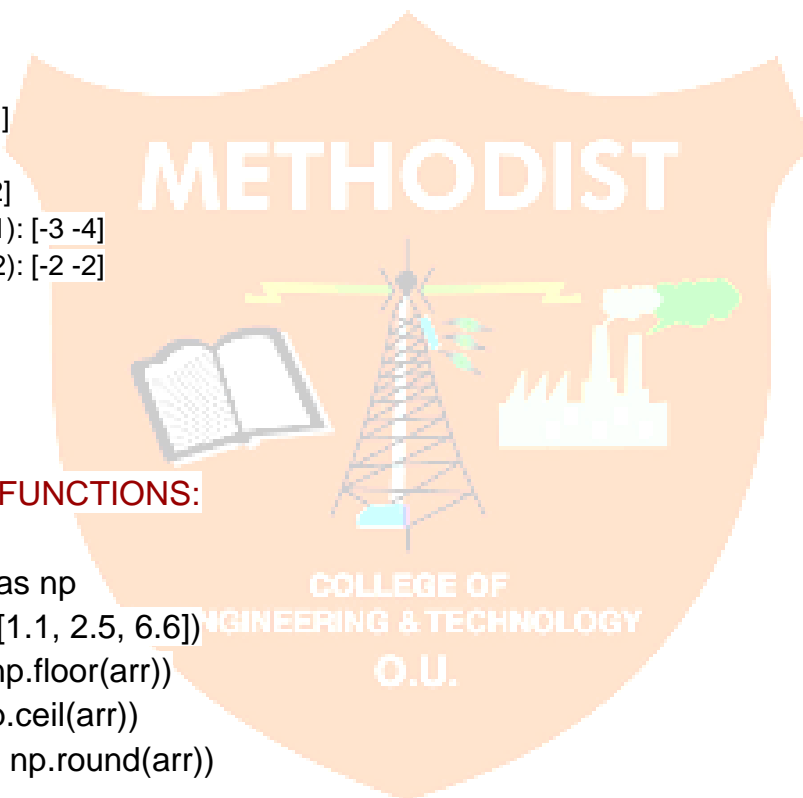 ]
2]
1): [-3 -4]
2): [-2 -2]
METHODIST
FUNCTIONS:
as np
[1.1, 2.5, 6.6])
np.floor(arr))
.ceil(arr))
np.round(arr))
COLLEGE OF
NGINEERING & TECHNOLOGY
O.U.